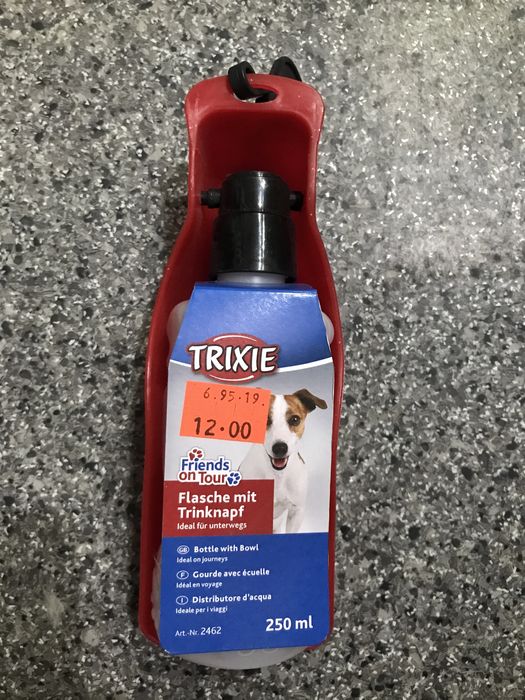 TRIXIE
6.95.19.
12.00
Friends
on Tour
Flasche mit
Trinknapf
Ideal für unterwegs
GB Bottle with Bowl
Ideal on journeys
F Gourde avec écuelle
Idéal en voyage
I Distributore d'acqua
Ideale per i viaggi
Art.-Nr. 2462
250 ml